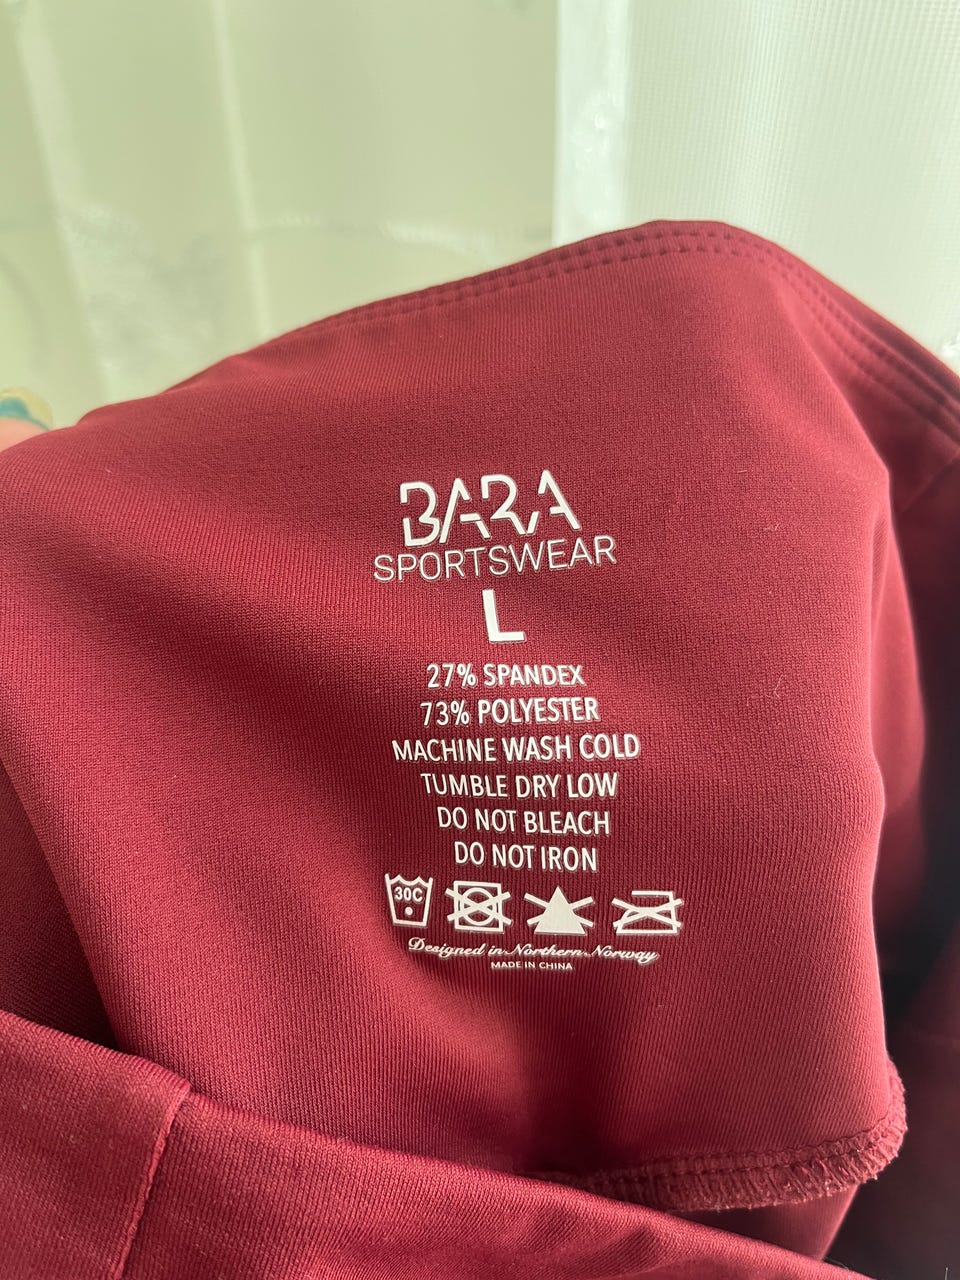 BARA
SPORTSWEAR
L
27% SPANDEX
73% POLYESTER
MACHINE WASH COLD
TUMBLE DRY LOW
DO NOT BLEACH
DO NOT IRON
30C
Designed in Northern Norway
MADE IN CHINA